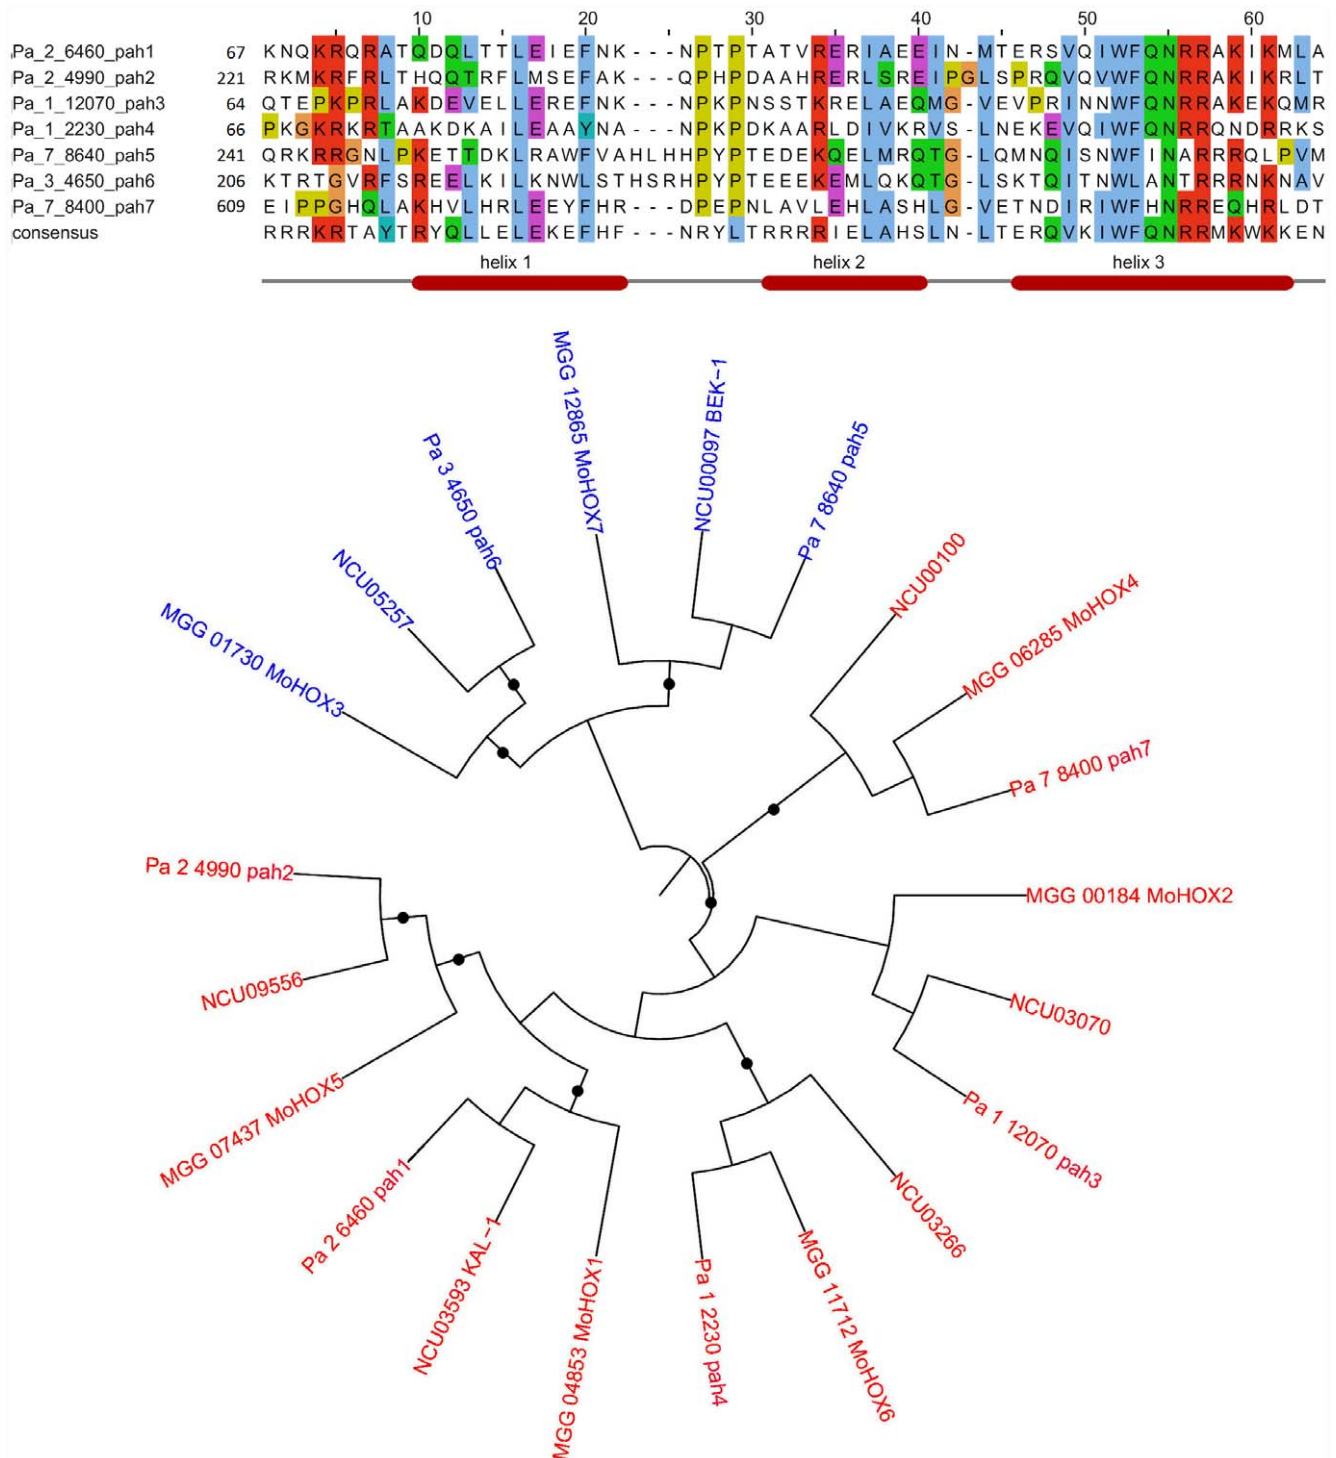 10 20 30 40 50 60
Pa_2_6460_pah1 67 KNQKRQRATQDQLTTLEIEFNK---NPTPTATVRERIAEEIN-MTERSVQIWFQNRRAKIKMLA
Pa_2_4990_pah2 221 RKMKRFRLTHQQTRFLMSEFAK---QPHPDAAHRERLSREIPGLSPRQVQVWFQNRRAKIKRLT
Pa_1_12070_pah3 64 QTEPKPRLAKDEVELLEREFNK---NPKPNSSTKRELAEQMG-VEVPRINNWFQNRRAKEKQMR
Pa_1_2230_pah4 66 PKGKRKRTAAKDKAILEAAYNA---NPKPDKAARLDIVKRVS-LNEKEVQIWFQNRRQNDRRKS
Pa_7_8640_pah5 241 QRKRRGNLPKETTDKLRAWFVAHLHHPYPTEDEKQELMRQTG-LQMNQISNWFINARRRQLPVM
Pa_3_4650_pah6 206 KTRTGVRFSREELKILKNWLSTHSRHPYPTEEEKEMLQKQTG-LSKTQITNWLANTRRRNKNAV
Pa_7_8400_pah7 609 EIPPGHQLAKHVLHRLEEYFHR---DPEPNLAVLEHLASHLG-VETNDIRIWFHNRREQHRLDT
consensus RRRKRTAYTRYQLLELEKEFHF---NRYLTRRRRIELAHSLN-LTERQVKIWFQNRRMKWKKEN
helix 1 helix 2 helix 3
MGG 12865 MoHOX7
NCU00097 BEK-1
Pa 7 8640 pah5
Pa 3 4650 pah6
NCU05257
MGG 01730 MoHOX3
NCU00100
MGG 06285 MoHOX4
Pa 7 8400 pah7
Pa 2 4990 pah2
MGG 00184 MoHOX2
NCU09556
NCU03070
MGG 07437 MoHOX5
Pa 1 12070 pah3
Pa 2 6460 pah1
NCU03593 KAL-1
MGG 04853 MoHOX1
Pa 1 2230 pah4
MGG 11712 MoHOX6
NCU03266